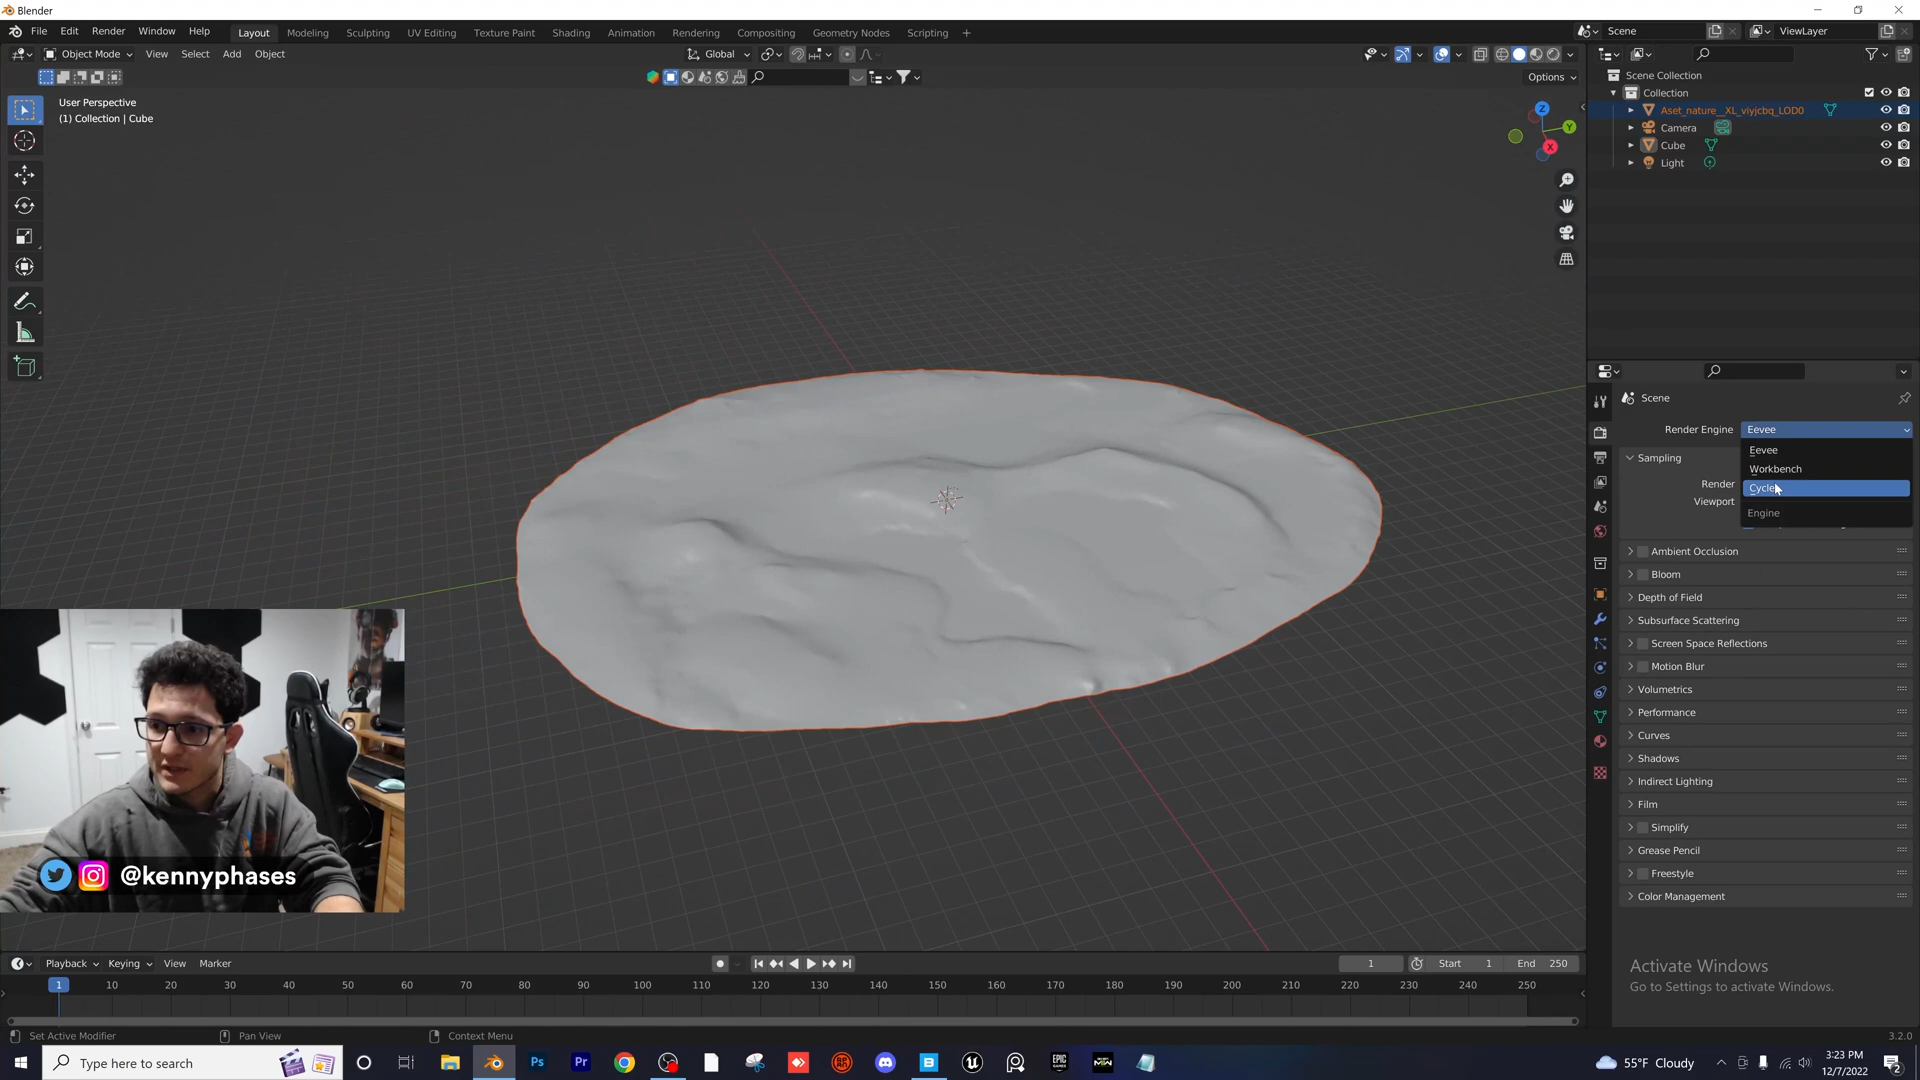 Blender
File Edit Render Window Help Layout Modeling Sculpting UV Editing Texture Paint Shading Animation Rendering Compositing Geometry Nodes Scripting + Scene ViewLayer
Object Mode View Select Add Object Global
Options
User Perspective
(1) Collection | Cube
Z
Y
X
Scene Collection
Collection
Aset_nature__XL_viyjcbq_LOD0
Camera
Cube
Light
Scene
Render Engine Eevee
Eevee
Workbench
Cycles
Engine
Sampling
Render
Viewport
Ambient Occlusion
Bloom
Depth of Field
Subsurface Scattering
Screen Space Reflections
Motion Blur
Volumetrics
Performance
Curves
Shadows
Indirect Lighting
Film
Simplify
Grease Pencil
Freestyle
Color Management
@kennyphases
Activate Windows
Go to Settings to activate Windows.
Playback Keying View Marker 1 Start 1 End 250
1 10 20 30 40 50 60 70 80 90 100 110 120 130 140 150 160 170 180 190 200 210 220 230 240 250
Set Active Modifier Pan View Context Menu 3.2.0
Type here to search Ps Pr 55°F Cloudy 3:23 PM
12/7/2022 2